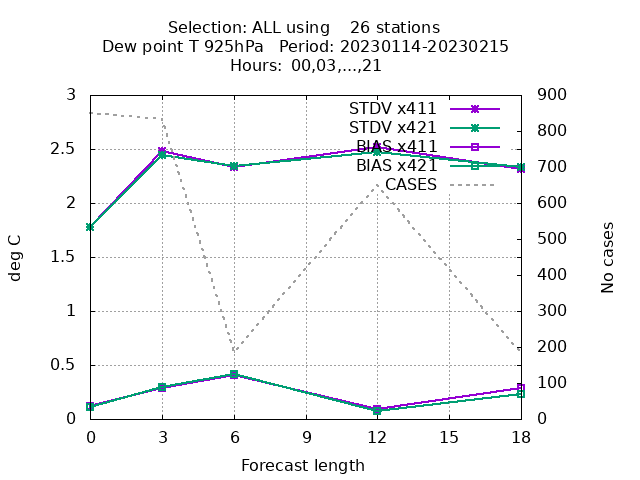 Selection: ALL using    26 stations
Dew point T 925hPa   Period: 20230114-20230215
Hours:  00,03,...,21
3
2.5
2
1.5
1
0.5
0
900
800
700
600
500
400
300
200
100
0
STDV x411
STDV x421
BIAS x411
BIAS x421
CASES
deg C
No cases
0 3 6 9 12 15 18
Forecast length